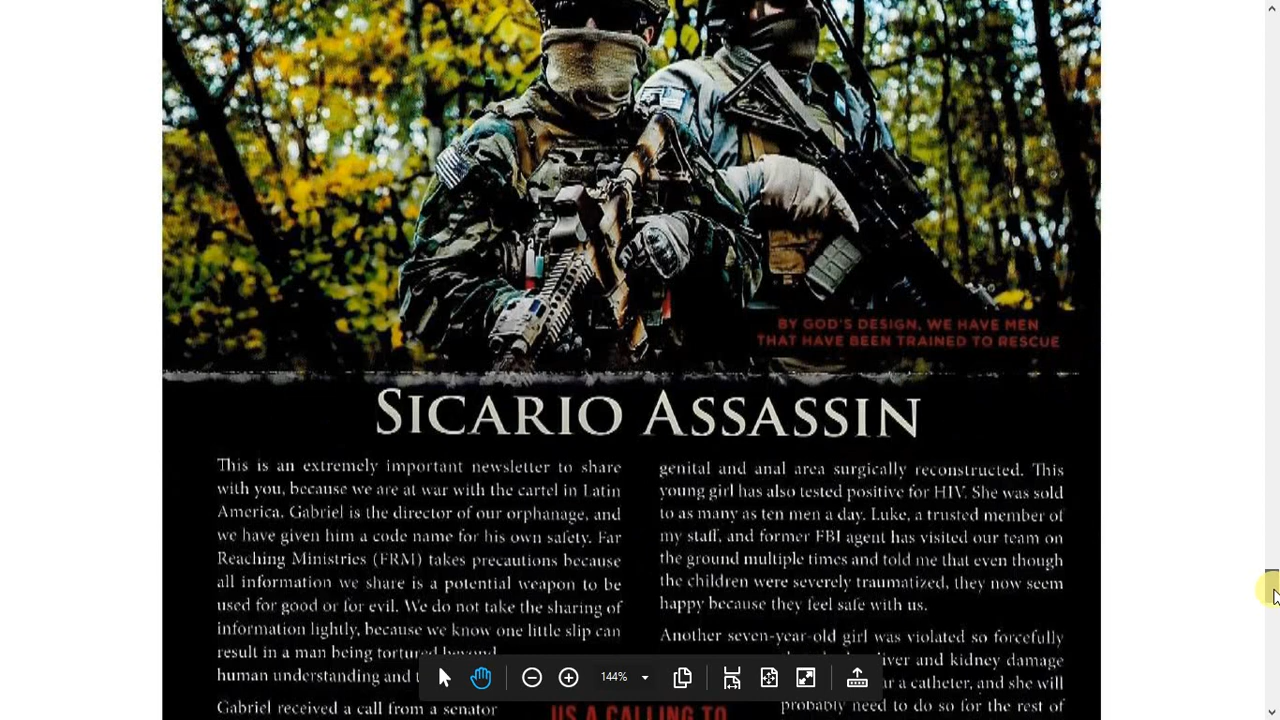 BY GOD'S DESIGN, WE HAVE MEN
THAT HAVE BEEN TRAINED TO RESCUE
SICARIO ASSASSIN
This is an extremely important newsletter to share
with you, because we are at war with the cartel in Latin
America. Gabriel is the director of our orphanage, and
we have given him a code name for his own safety. Far
Reaching Ministries (FRM) takes precautions because
all information we share is a potential weapon to be
used for good or for evil. We do not take the sharing of
information lightly, because we know one little slip can
result in a man being tortured beyond
human understanding and
Gabriel received a call from a senator
genital and anal area surgically reconstructed. This
young girl has also tested positive for HIV. She was sold
to as many as ten men a day. Luke, a trusted member of
my staff, and former FBI agent has visited our team on
the ground multiple times and told me that even though
the children were severely traumatized, they now seem
happy because they feel safe with us.
Another seven-year-old girl was violated so forcefully
and kidney damage
a catheter, and she will
probably need to do so for the rest of
US A CALLING TO
144%